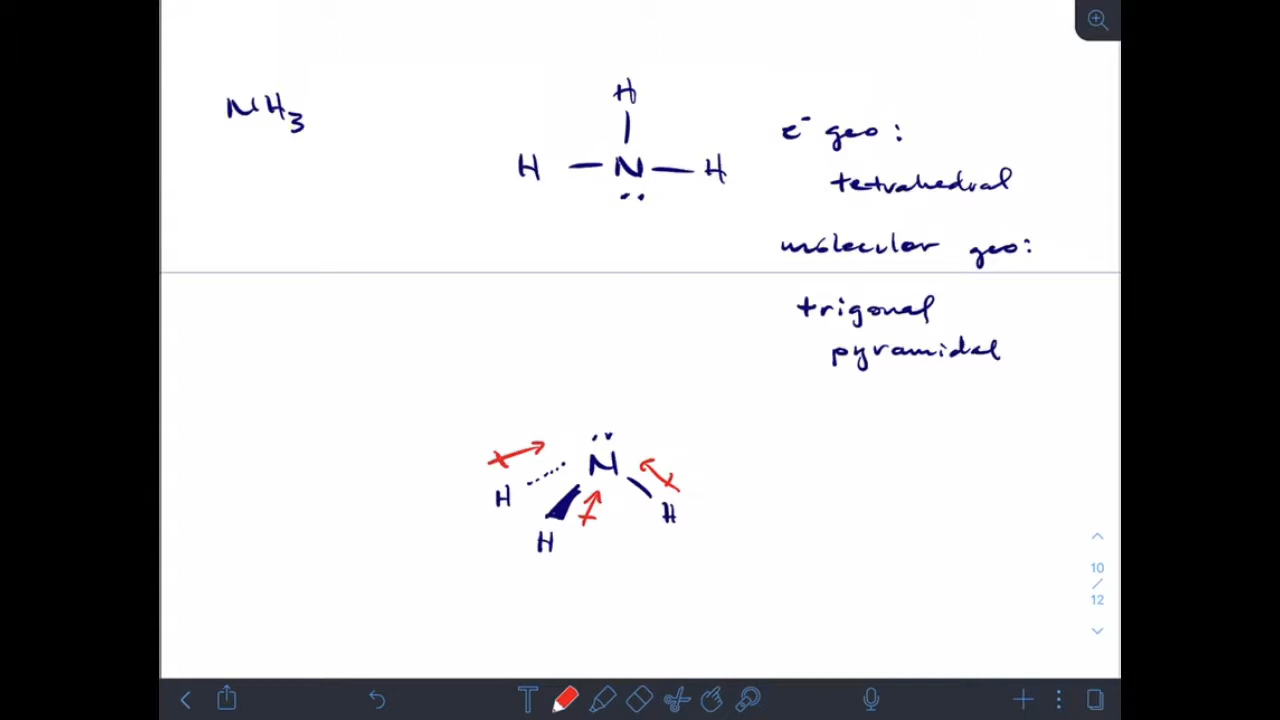 NH₃
H
H – N – H
e⁻ geo:
tetrahedral
molecular geo:
trigonal
pyramidal
N
H
H
H
10
/
12
T